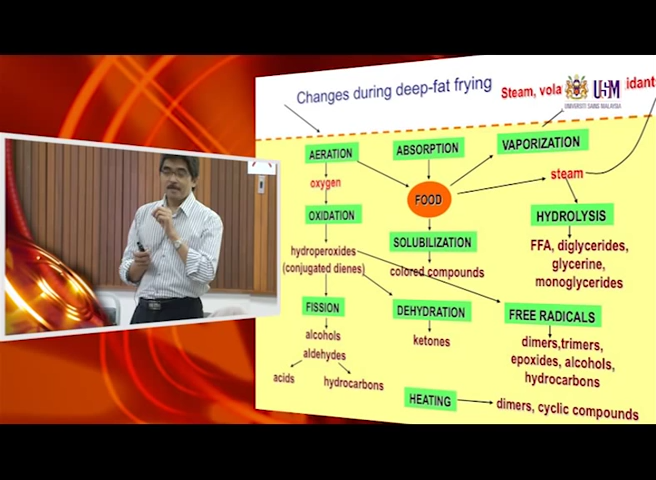 Changes during deep-fat frying
Steam, vola
idants
USM
UNIVERSITI SAINS MALAYSIA
AERATION
ABSORPTION
VAPORIZATION
oxygen
FOOD
steam
OXIDATION
SOLUBILIZATION
HYDROLYSIS
hydroperoxides
(conjugated dienes)
colored compounds
FFA, diglycerides,
glycerine,
monoglycerides
FISSION
DEHYDRATION
FREE RADICALS
alcohols
aldehydes
acids
hydrocarbons
ketones
dimers,trimers,
epoxides, alcohols,
hydrocarbons
HEATING
dimers, cyclic compounds